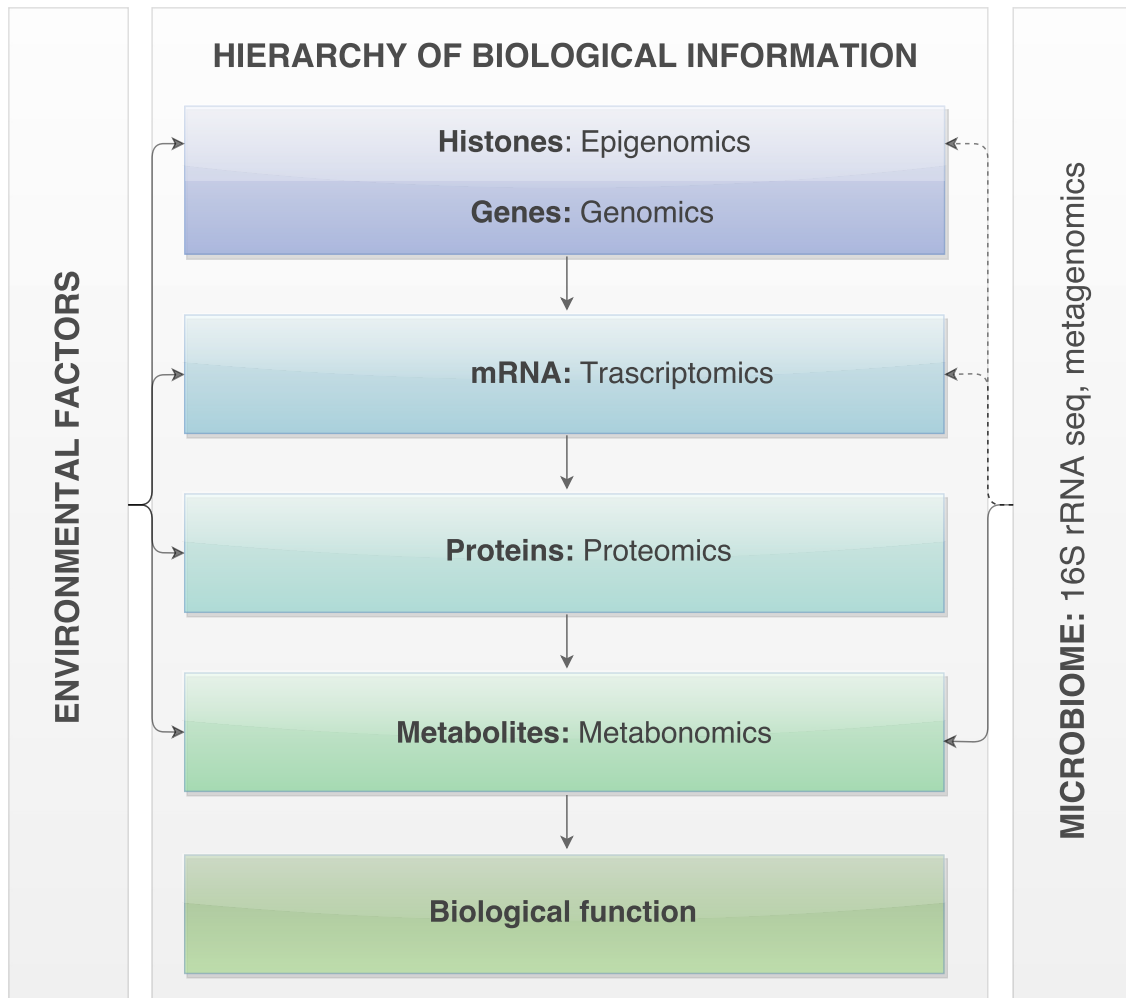 HIERARCHY OF BIOLOGICAL INFORMATION
Histones: Epigenomics
Genes: Genomics
mRNA: Trascriptomics
Proteins: Proteomics
Metabolites: Metabonomics
Biological function
ENVIRONMENTAL FACTORS
MICROBIOME: 16S rRNA seq, metagenomics